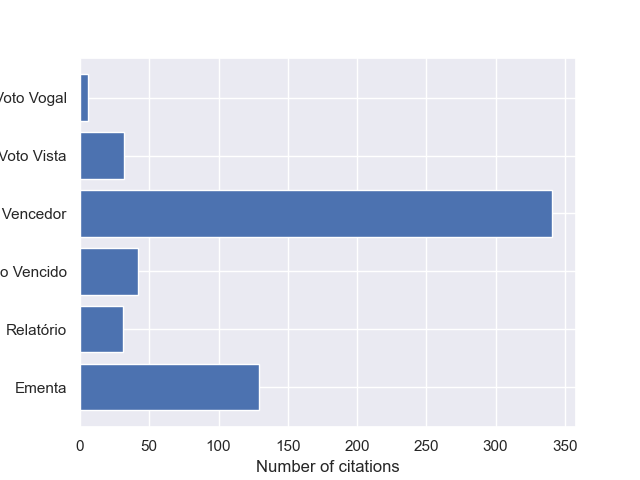 Voto Vogal
Voto Vista
Vencedor
o Vencido
Relatório
Ementa
0 50 100 150 200 250 300 350
Number of citations